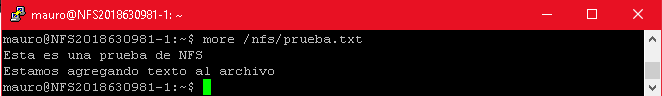 mauro@NFS2018630981-1: ~
mauro@NFS2018630981-1:~$ more /nfs/prueba.txt
Esta es una prueba de NFS
Estamos agregando texto al archivo
mauro@NFS2018630981-1:~$